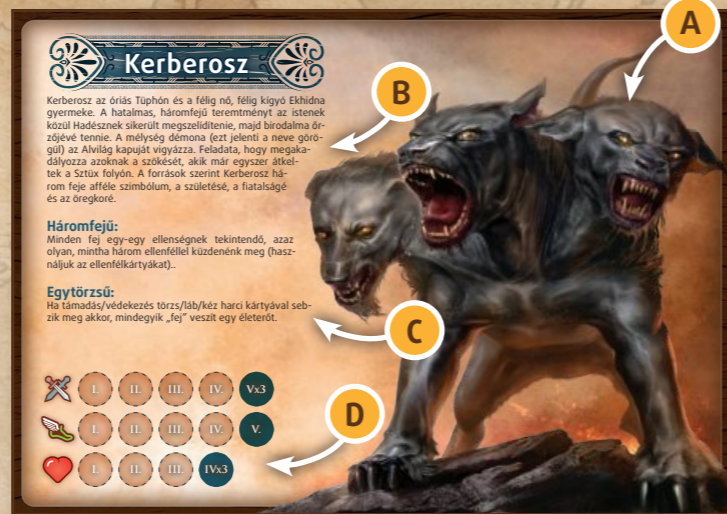 Kerberosz
Kerberosz az óriás Tüphón és a félig nő, félig kígyó Ekhidna
gyermeke. A hatalmas, háromfejű teremtményt az istenek
közül Hadésznek sikerült megszelidítenie, majd birodalma őr-
zőjévé tennie. A mélység démona (ezt jelenti a neve görö-
gül) az Alvilág kapuját vigyázza. Feladata, hogy megaka-
dályozza azoknak a szökését, akik már egyszer átkel-
tek a Sztüx folyón. A források szerint Kerberosz há-
rom feje afféle szimbólum, a születésé, a fiatalságé
és az öregkoré.
Háromfejű:
Minden fej egy-egy ellenségnek tekintendő, azaz
olyan, mintha három ellenféllel küzdenénk meg (hasz-
náljuk az ellenfélkártyákat)..
Egytörzsű:
Ha támadás/védekezés törzs/láb/kéz harci kártyával seb-
zik meg akkor, mindegyik „fej” veszít egy életerőt.
I. II. III. IV. Vx3
I. II. III. IV. V.
I. II. III. IVx3
A
B
C
D